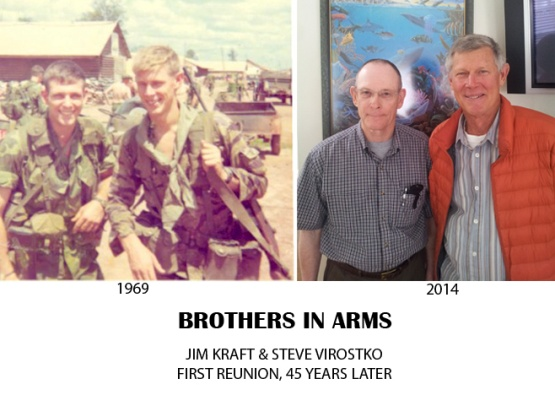 1969
2014
BROTHERS IN ARMS
JIM KRAFT & STEVE VIROSTKO
FIRST REUNION, 45 YEARS LATER